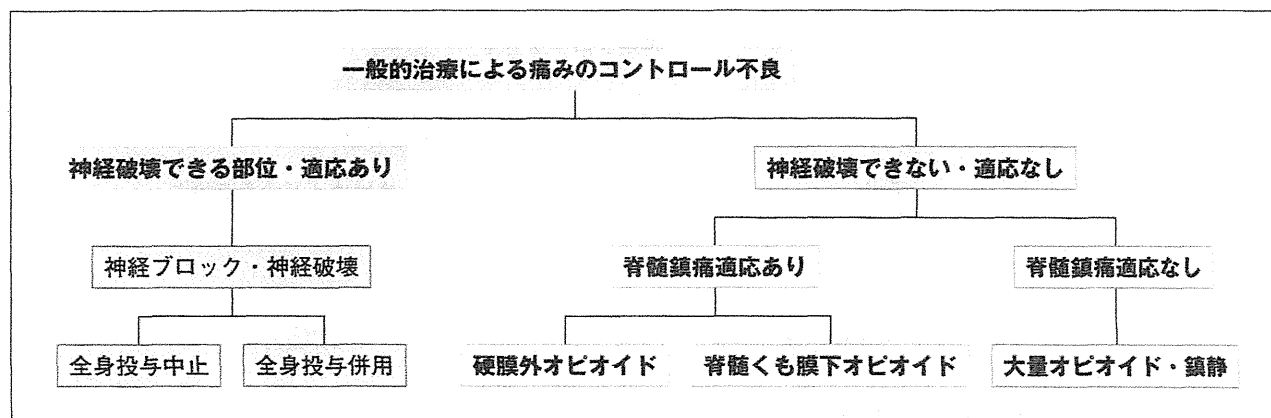 一般的治療による痛みのコントロール不良
神経破壊できる部位・適応あり
神経破壊できない・適応なし
神経ブロック・神経破壊
脊髄鎮痛適応あり
脊髄鎮痛適応なし
全身投与中止
全身投与併用
硬膜外オピオイド
脊髄くも膜下オピオイド
大量オピオイド・鎮静